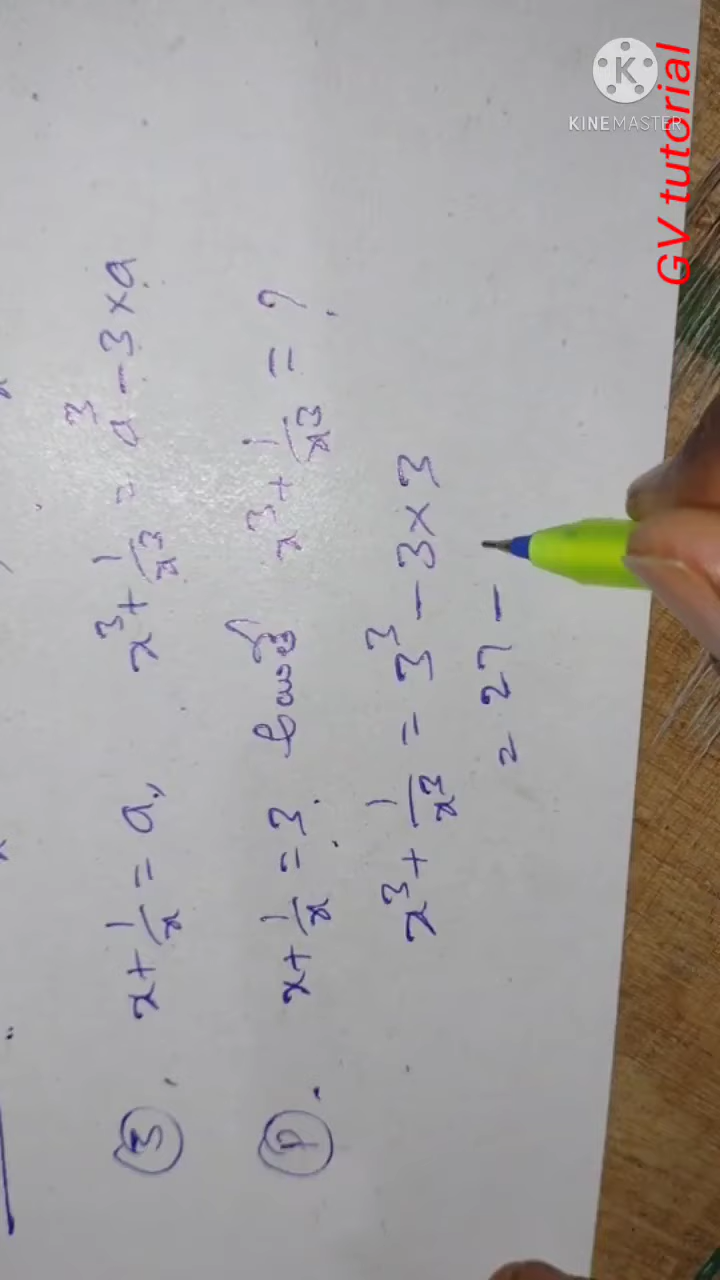 KINEMASTER
GV tutorial
③. x + 1/x = a, x³ + 1/x³ = a³ - 3 × a
x + 1/x = 3. x³ + 1/x³ = ?
x³ + 1/x³ = 3³ - 3 × 3
= 27 -